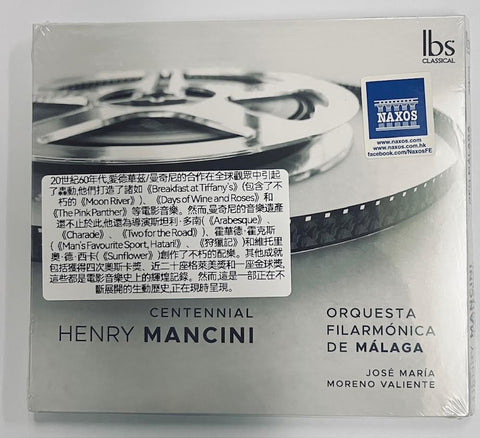 lbs
CLASSICAL
NAXOS
www.naxos.com
www.naxos.com.hk
facebook.com/NaxosFE
20世紀60年代,愛德華茲/曼奇尼的合作在全球觀眾中引起
了轟動,他們打造了諸如《Breakfast at Tiffany's》(包含了不
朽的《Moon River》)、《Days of Wine and Roses》和
《The Pink Panther》等電影音樂。然而,曼奇尼的音樂遺產
還不止於此,他還為導演斯坦利·多南(《Arabesque》、
《Charade》、《Two for the Road》)、霍華德·霍克斯
(《Man's Favourite Sport, Hatari!》、《狩獵記》)和維托里
奧·德·西卡(《Sunflower》)創作了不朽的配樂。其他成就
包括獲得四次奧斯卡獎、近二十座格萊美獎和一座金球獎,
這些都是電影音樂史上的輝煌記錄。然而,這是一部正在不
斷展開的生動歷史,正在現時呈現。
CENTENNIAL
HENRY MANCINI
ORQUESTA
FILARMÓNICA
DE MÁLAGA
JOSÉ MARÍA
MORENO VALIENTE